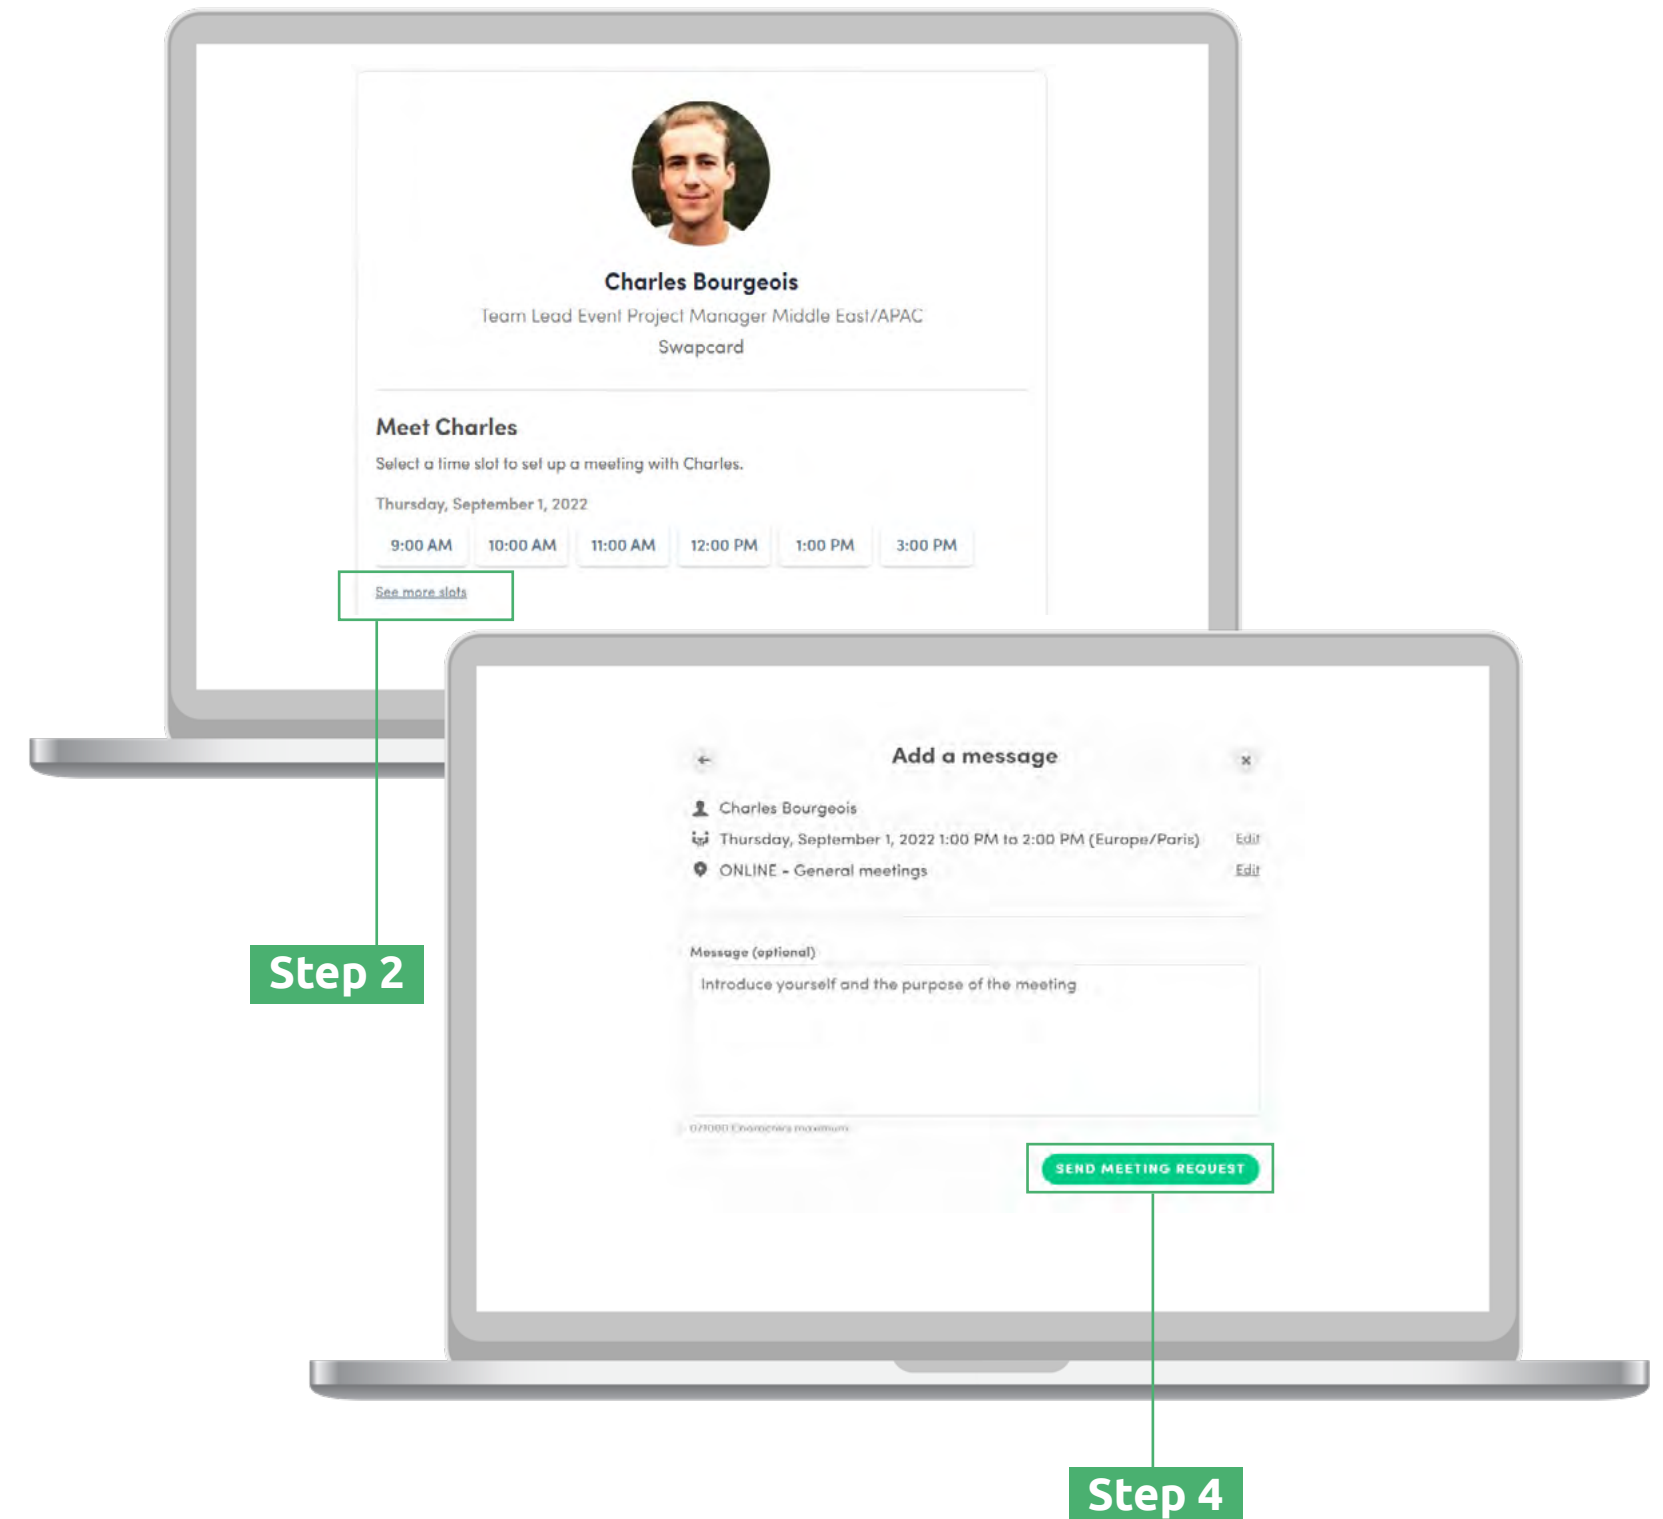 Charles Bourgeois
Team Lead Event Project Manager Middle East/APAC
Swapcard
Meet Charles
Select a time slot to set up a meeting with Charles.
Thursday, September 1, 2022
9:00 AM 10:00 AM 11:00 AM 12:00 PM 1:00 PM 3:00 PM
See more slots
Step 2
Add a message
Charles Bourgeois
Thursday, September 1, 2022 1:00 PM to 2:00 PM (Europe/Paris) Edit
ONLINE - General meetings Edit
Message (optional)
Introduce yourself and the purpose of the meeting
0/1000 Characters maximum
SEND MEETING REQUEST
Step 4